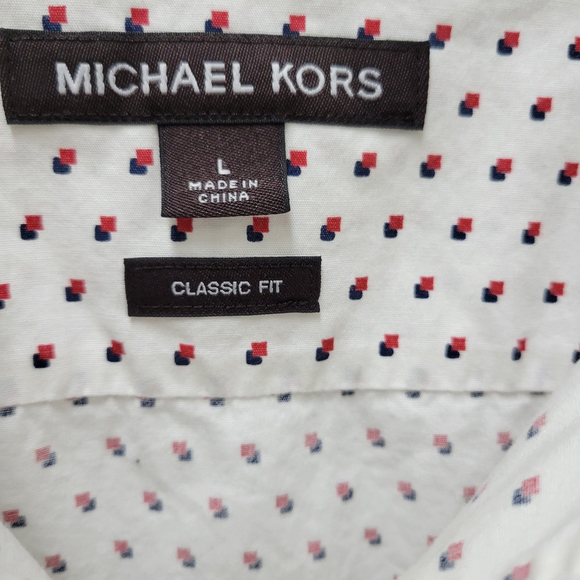 MICHAEL KORS
L
MADE IN
CHINA
CLASSIC FIT